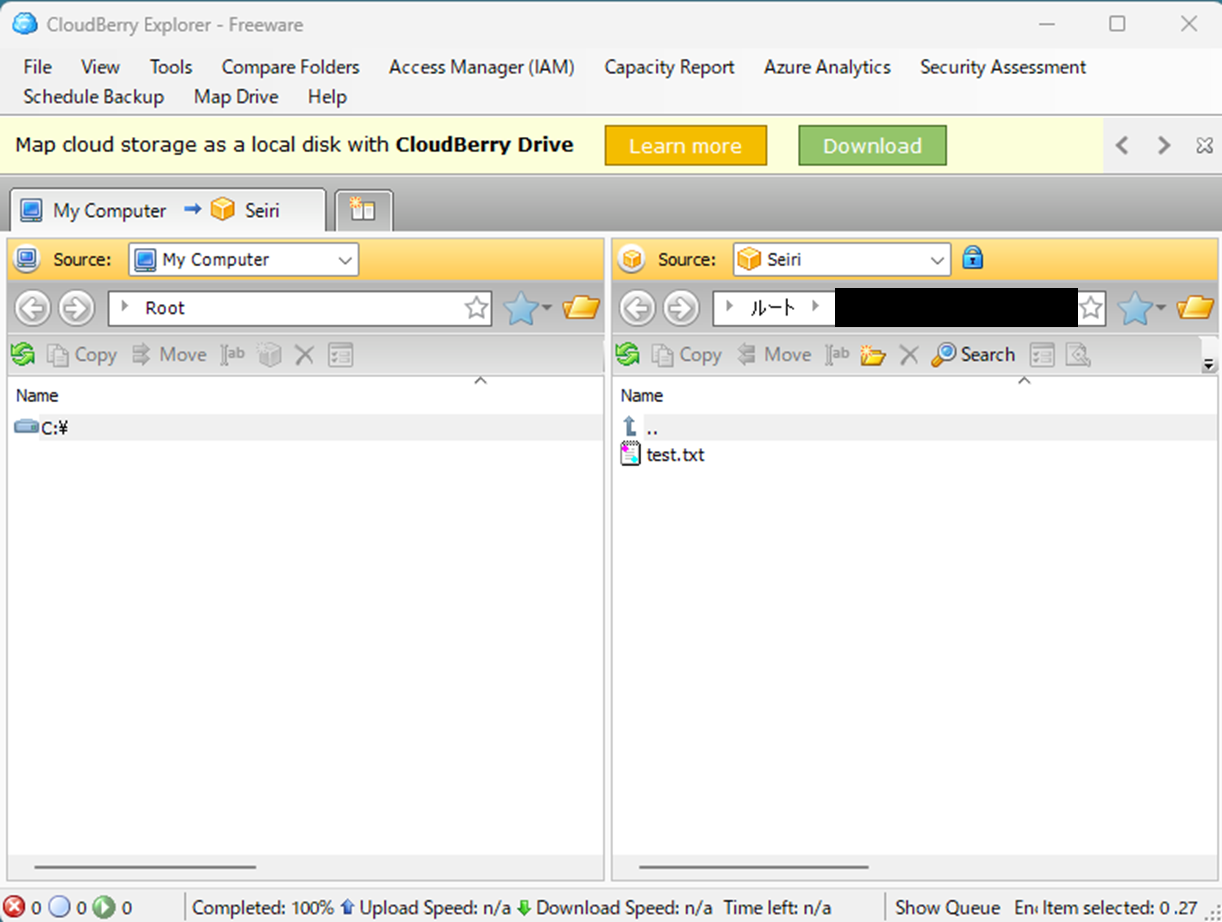 CloudBerry Explorer - Freeware
File View Tools Compare Folders Access Manager (IAM) Capacity Report Azure Analytics Security Assessment
Schedule Backup Map Drive Help
Map cloud storage as a local disk with CloudBerry Drive Learn more Download
My Computer Seiri
Source: My Computer
Root
Copy Move ab
Name
C:¥
Source: Seiri
ルート
Copy Move ab Search
Name
..
test.txt
0 0 0 Completed: 100% Upload Speed: n/a Download Speed: n/a Time left: n/a Show Queue Item selected: 0 .27